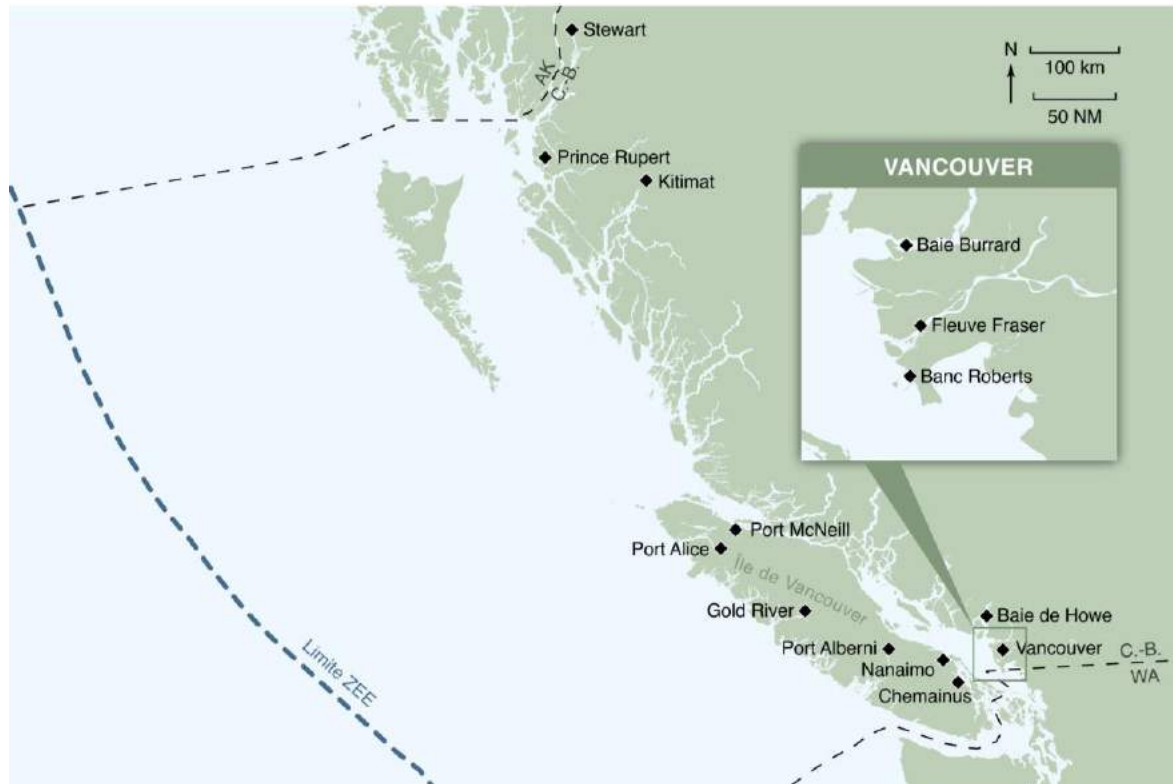 Stewart
AK
C.-B.
N
100 km
50 NM
Prince Rupert
Kitimat
VANCOUVER
Baie Burrard
Fleuve Fraser
Banc Roberts
Port McNeill
Port Alice
Île de Vancouver
Gold River
Baie de Howe
Port Alberni
Vancouver
C.-B.
WA
Nanaimo
Chemainus
Limite ZEE